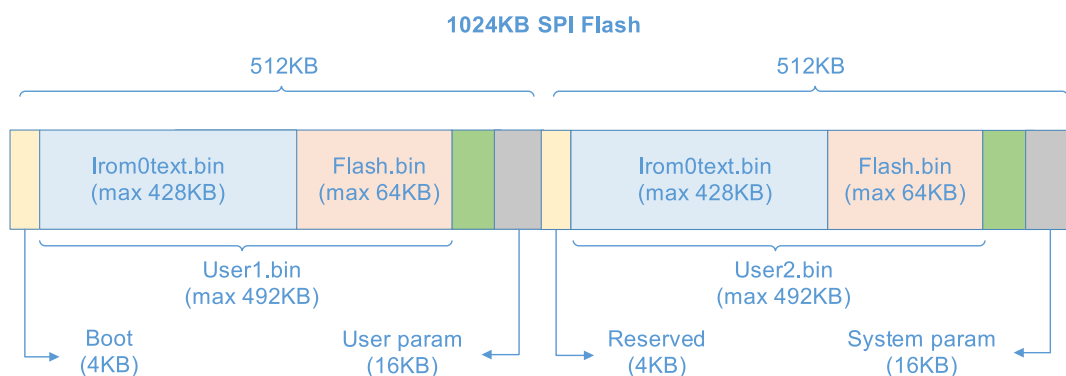 1024KB SPI Flash
512KB
512KB
Irom0text.bin
(max 428KB)
Flash.bin
(max 64KB)
Irom0text.bin
(max 428KB)
Flash.bin
(max 64KB)
User1.bin
(max 492KB)
User2.bin
(max 492KB)
Boot
(4KB)
User param
(16KB)
Reserved
(4KB)
System param
(16KB)